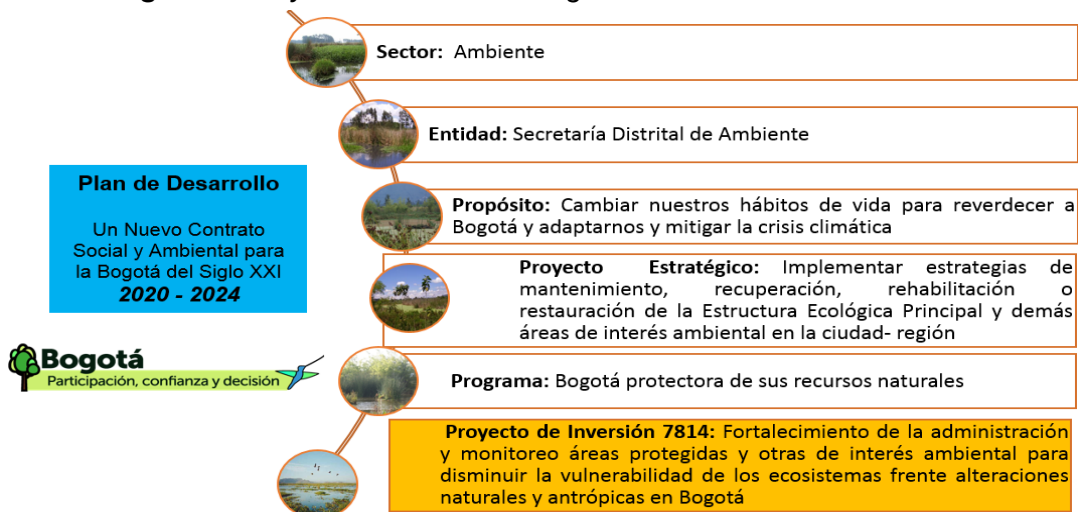 Sector: Ambiente
Entidad: Secretaría Distrital de Ambiente
Plan de Desarrollo
Un Nuevo Contrato
Social y Ambiental para
la Bogotá del Siglo XXI
2020 - 2024
Propósito: Cambiar nuestros hábitos de vida para reverdecer a
Bogotá y adaptarnos y mitigar la crisis climática
Proyecto Estratégico: Implementar estrategias de
mantenimiento, recuperación, rehabilitación o
restauración de la Estructura Ecológica Principal y demás
áreas de interés ambiental en la ciudad- región
Bogotá
Participación, confianza y decisión
Programa: Bogotá protectora de sus recursos naturales
Proyecto de Inversión 7814: Fortalecimiento de la administración
y monitoreo áreas protegidas y otras de interés ambiental para
disminuir la vulnerabilidad de los ecosistemas frente alteraciones
naturales y antrópicas en Bogotá